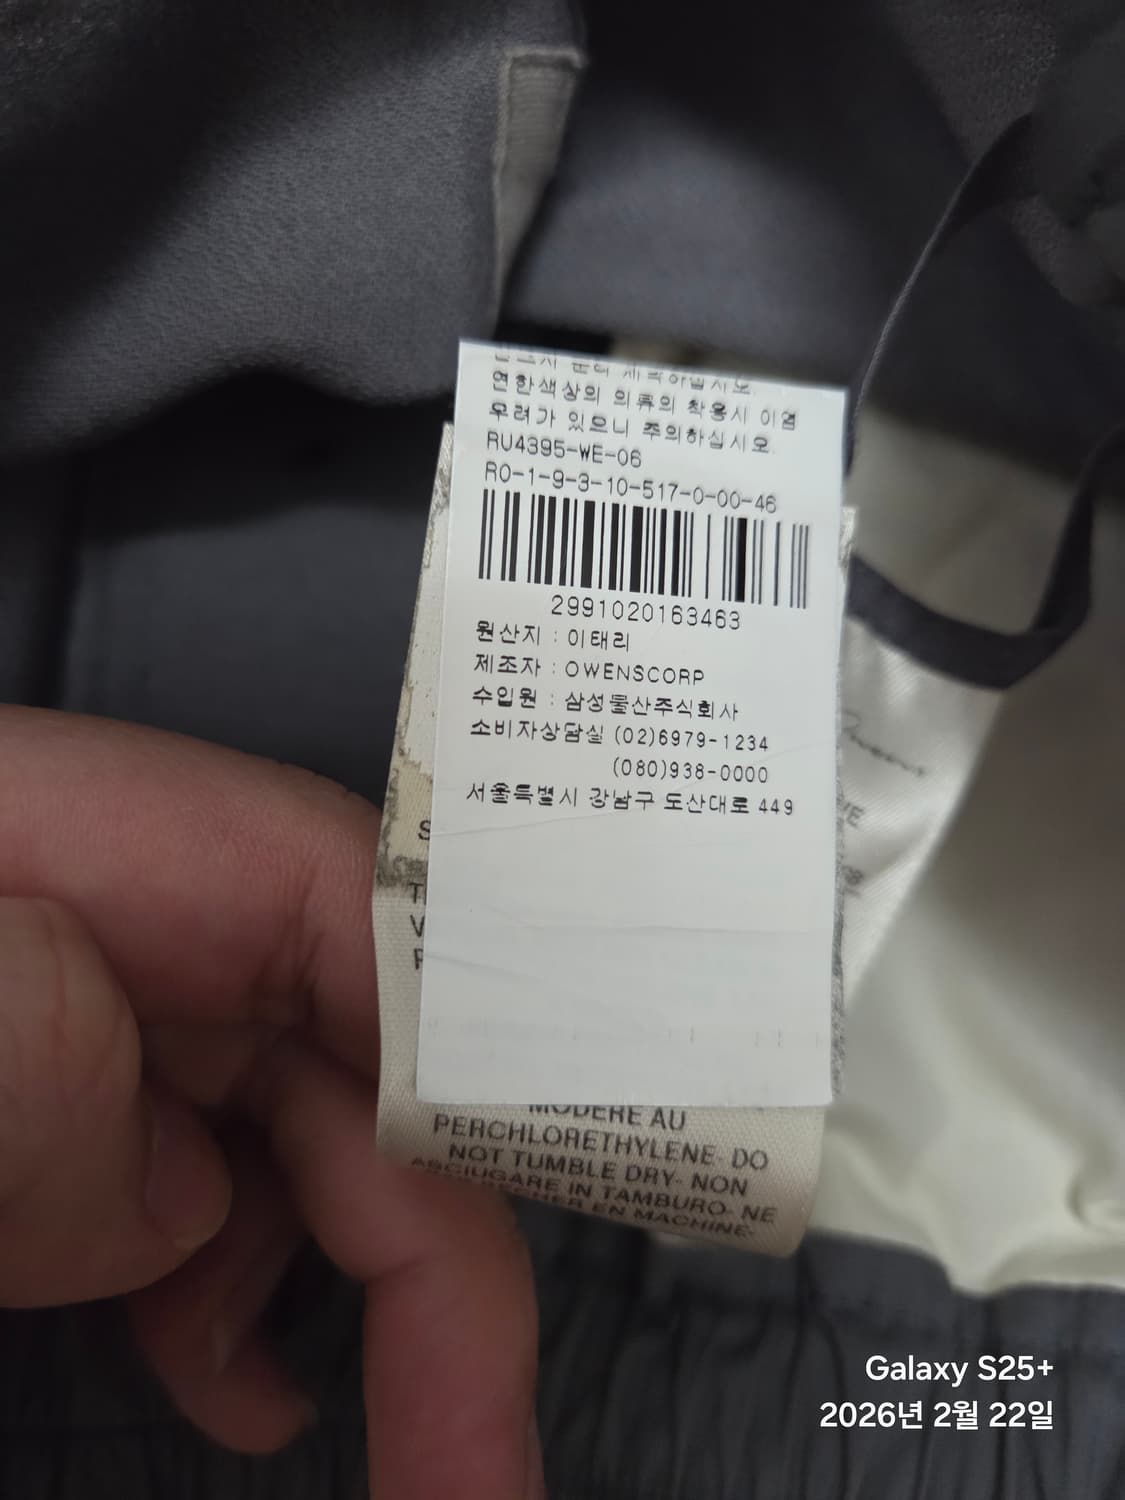 연한색상의 의류의 착용시 이염
우려가 있으니 주의하십시오.
RU4395-WE-06
RO-1-9-3-10-517-0-00-46
2991020163463
원산지 : 이태리
제조자 : OWENSCORP
수입원 : 삼성물산주식회사
소비자상담실 (02)6979-1234
(080)938-0000
서울특별시 강남구 도산대로 449
MODERE AU
PERCHLORETHYLENE- DO
NOT TUMBLE DRY- NON
ASCIUGARE IN TAMBURO- NE
EN MACHINE-
Galaxy S25+
2026년 2월 22일